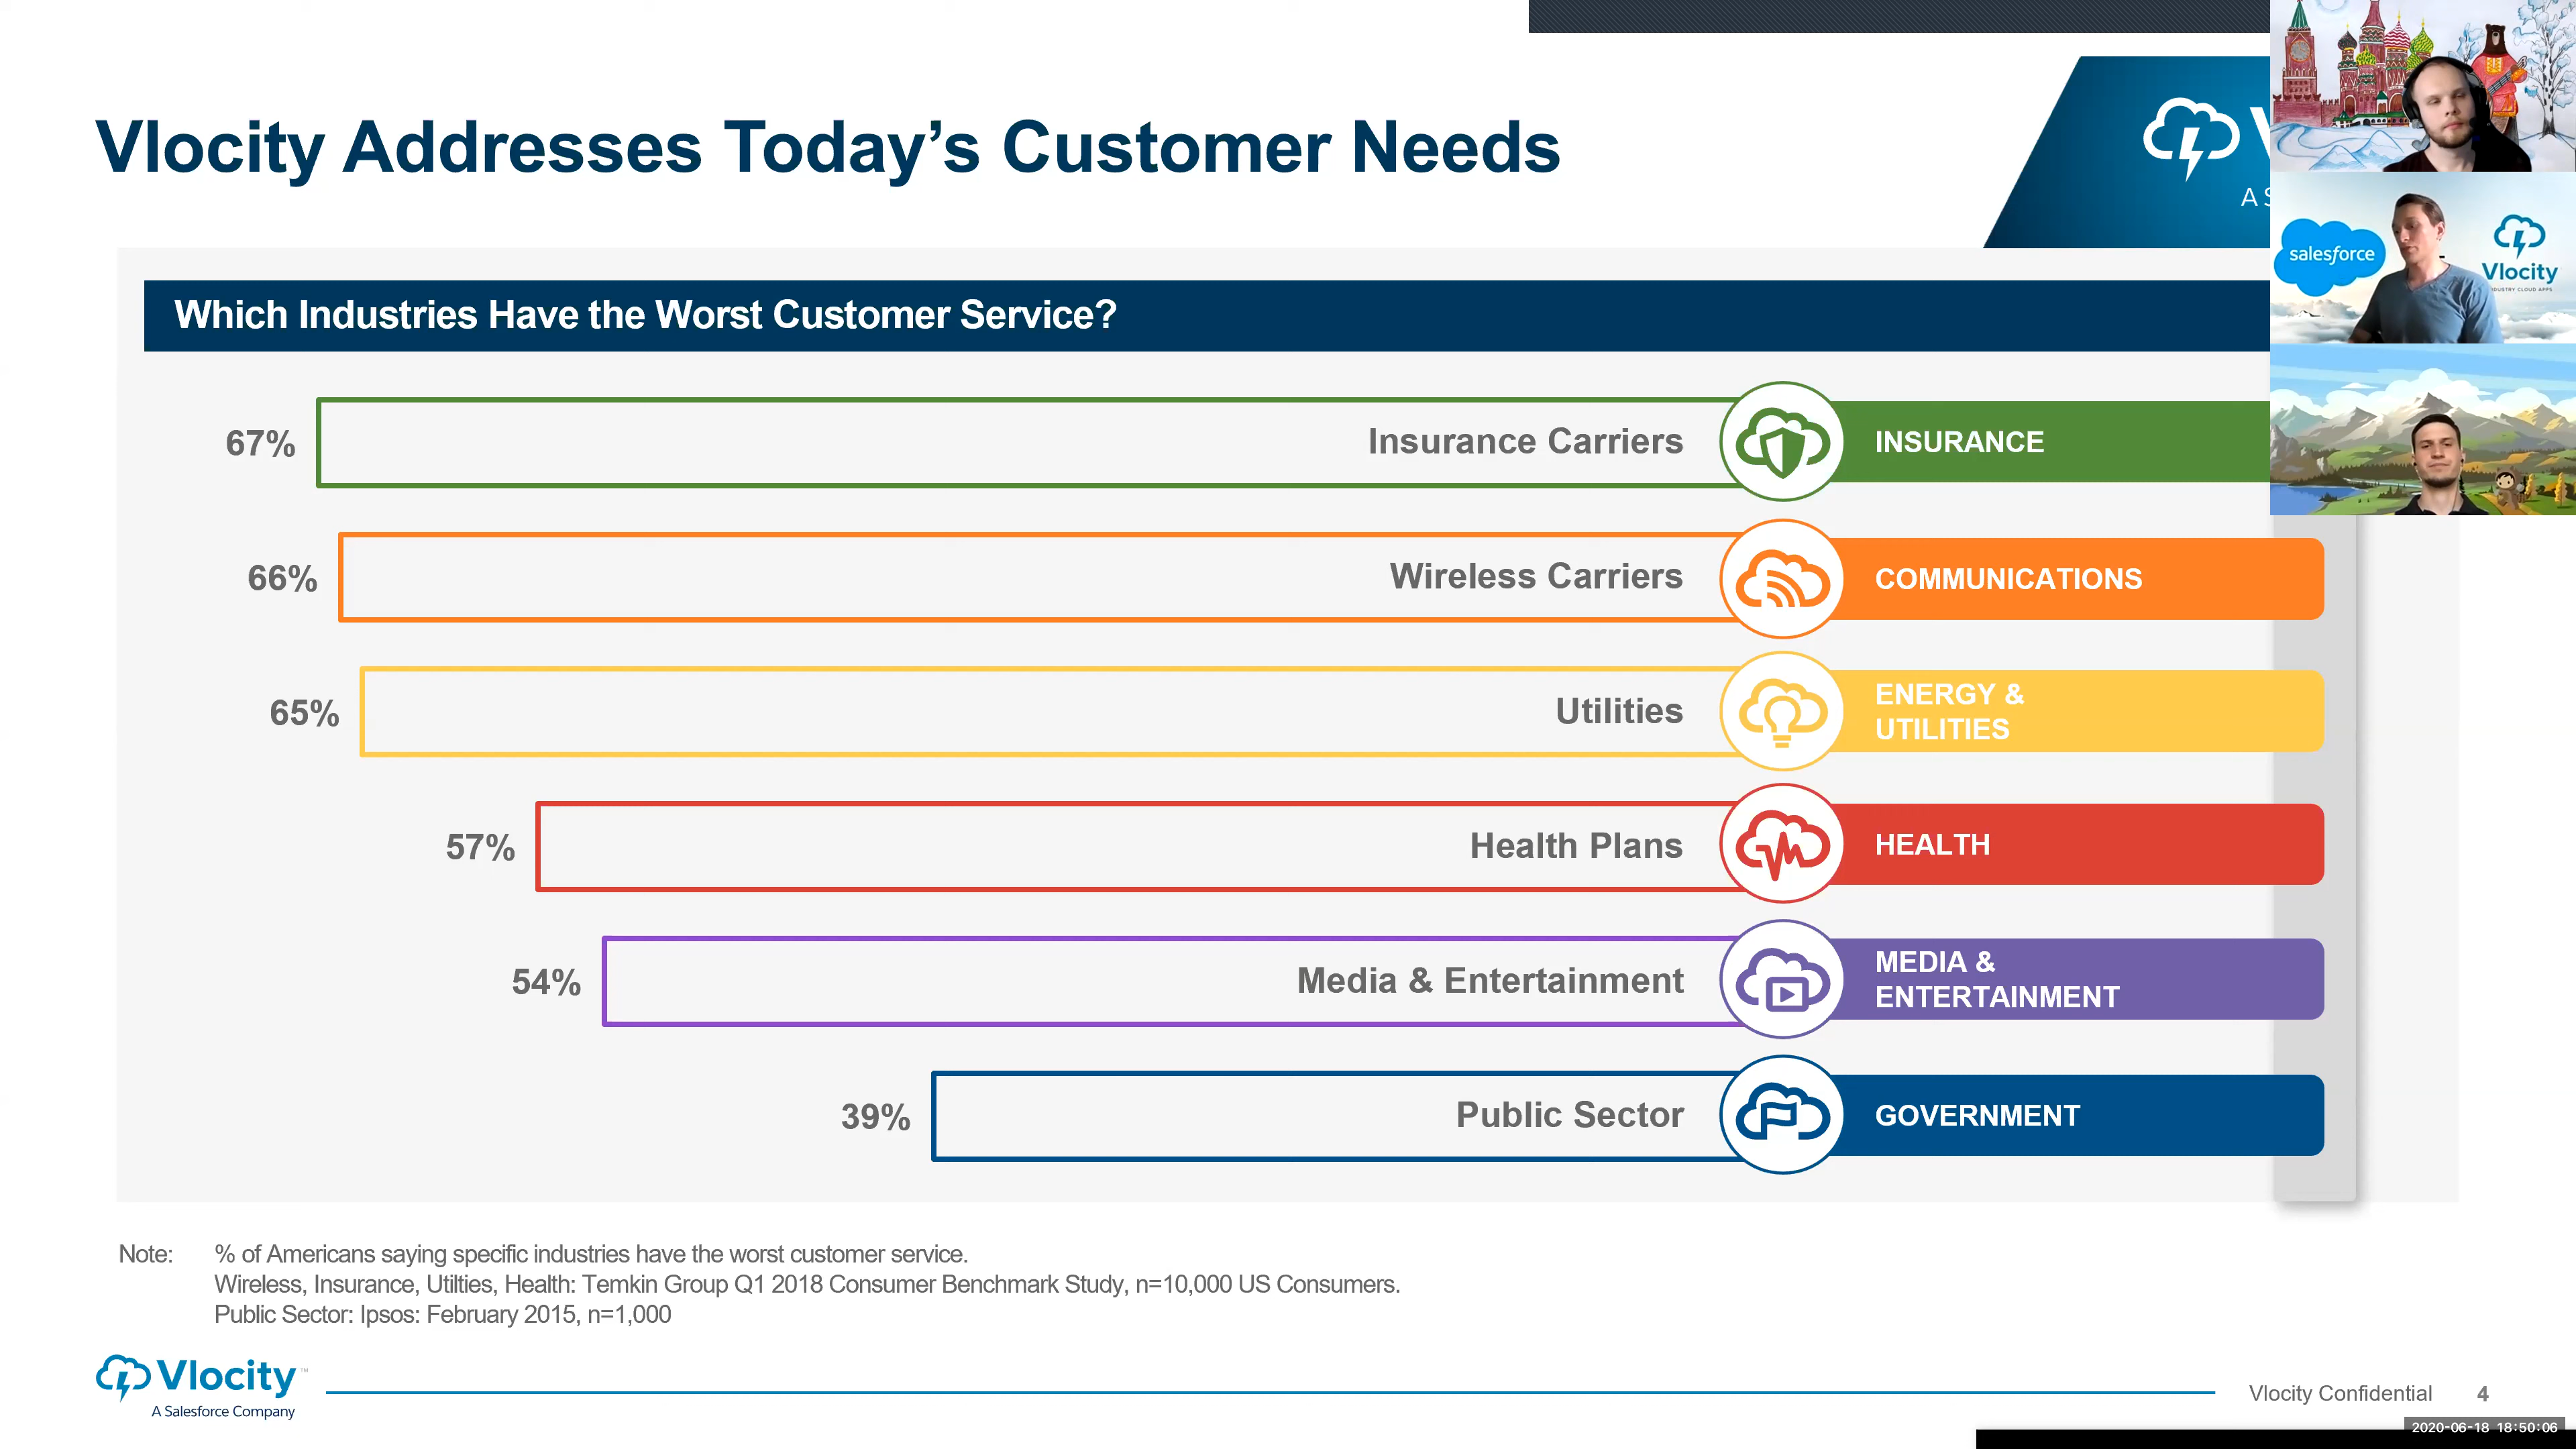 Vlocity Addresses Today’s Customer Needs
salesforce
Vlocity
INDUSTRY CLOUD APPS
Which Industries Have the Worst Customer Service?
67%
Insurance Carriers
INSURANCE
66%
Wireless Carriers
COMMUNICATIONS
65%
Utilities
ENERGY &
UTILITIES
57%
Health Plans
HEALTH
54%
Media & Entertainment
MEDIA &
ENTERTAINMENT
39%
Public Sector
GOVERNMENT
Note: % of Americans saying specific industries have the worst customer service.
Wireless, Insurance, Utilties, Health: Temkin Group Q1 2018 Consumer Benchmark Study, n=10,000 US Consumers.
Public Sector: Ipsos: February 2015, n=1,000
Vlocity™
A Salesforce Company
Vlocity Confidential 4
2020-06-18 18:50:06